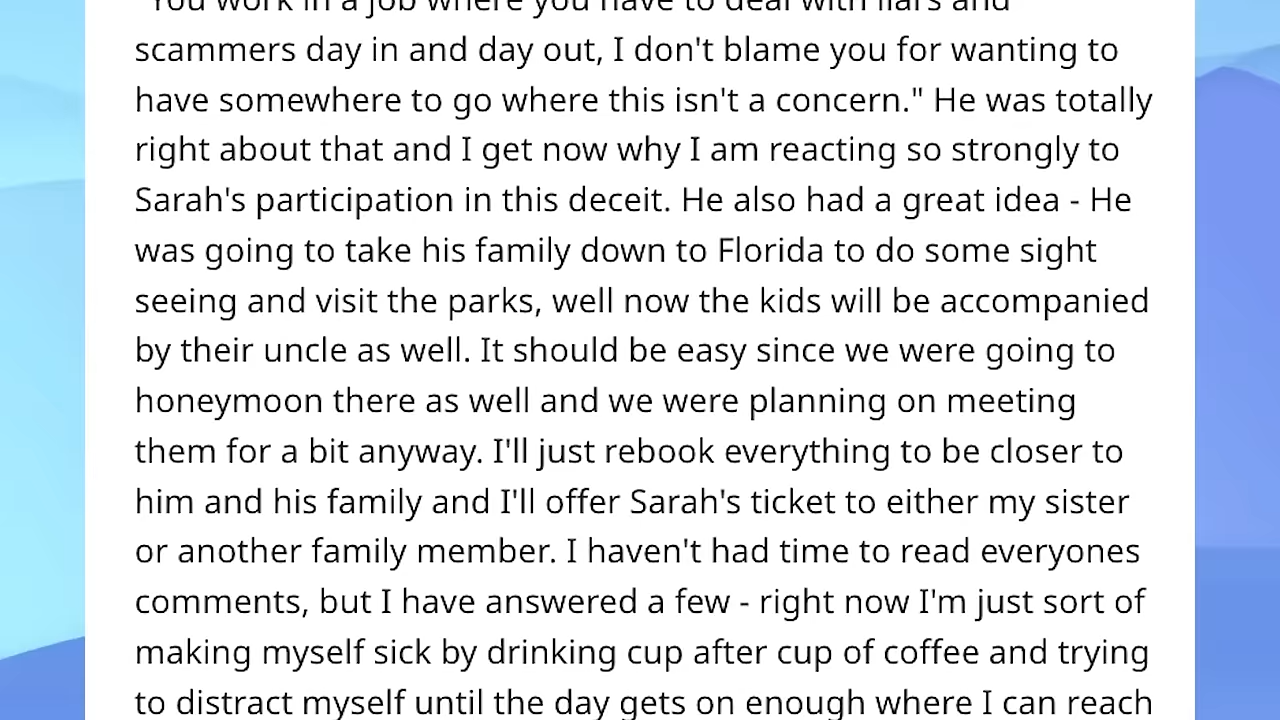 "You work in a job where you have to deal with liars and
scammers day in and day out, I don't blame you for wanting to
have somewhere to go where this isn't a concern." He was totally
right about that and I get now why I am reacting so strongly to
Sarah's participation in this deceit. He also had a great idea - He
was going to take his family down to Florida to do some sight
seeing and visit the parks, well now the kids will be accompanied
by their uncle as well. It should be easy since we were going to
honeymoon there as well and we were planning on meeting
them for a bit anyway. I'll just rebook everything to be closer to
him and his family and I'll offer Sarah's ticket to either my sister
or another family member. I haven't had time to read everyones
comments, but I have answered a few - right now I'm just sort of
making myself sick by drinking cup after cup of coffee and trying
to distract myself until the day gets on enough where I can reach